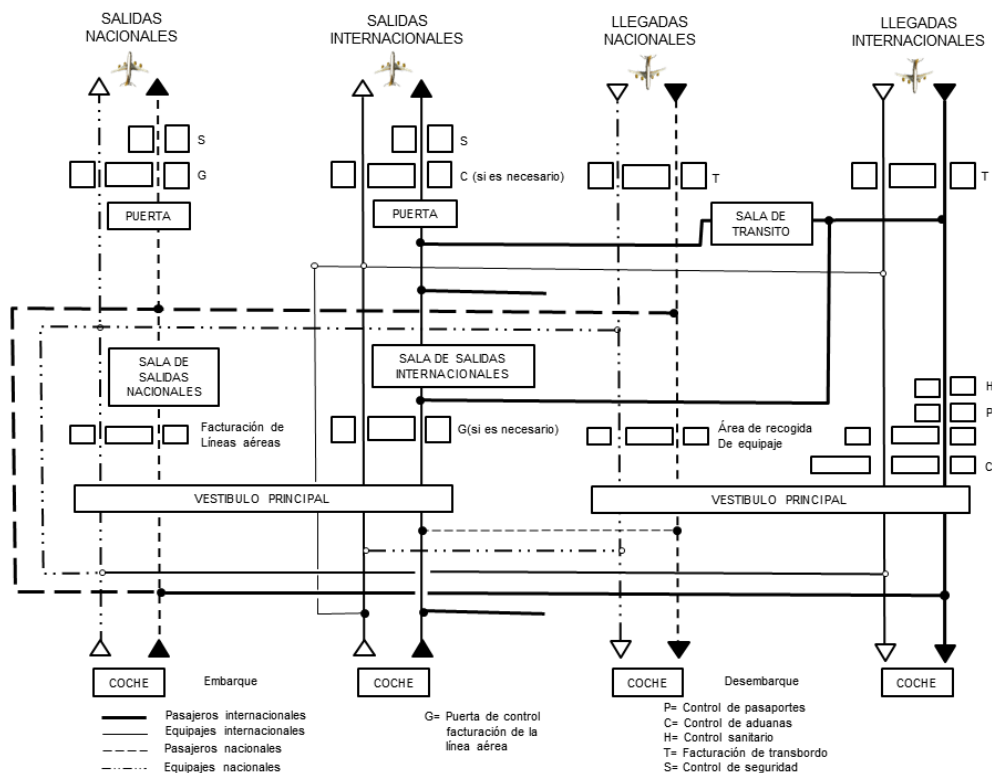 SALIDAS
NACIONALES
SALIDAS
INTERNACIONALES
LLEGADAS
NACIONALES
LLEGADAS
INTERNACIONALES
S
S
G
C (si es necesario)
T
T
PUERTA
PUERTA
SALA DE
TRANSITO
SALA DE
SALIDAS
NACIONALES
SALA DE SALIDAS
INTERNACIONALES
H
P
Facturación de
Líneas aéreas
G(si es necesario)
Área de recogida
De equipaje
C
VESTIBULO PRINCIPAL
VESTIBULO PRINCIPAL
COCHE
Embarque
COCHE
COCHE
Desembarque
COCHE
Pasajeros internacionales
Equipajes internacionales
Pasajeros nacionales
Equipajes nacionales
G= Puerta de control
facturación de la
línea aérea
P= Control de pasaportes
C= Control de aduanas
H= Control sanitario
T= Facturación de transbordo
S= Control de seguridad